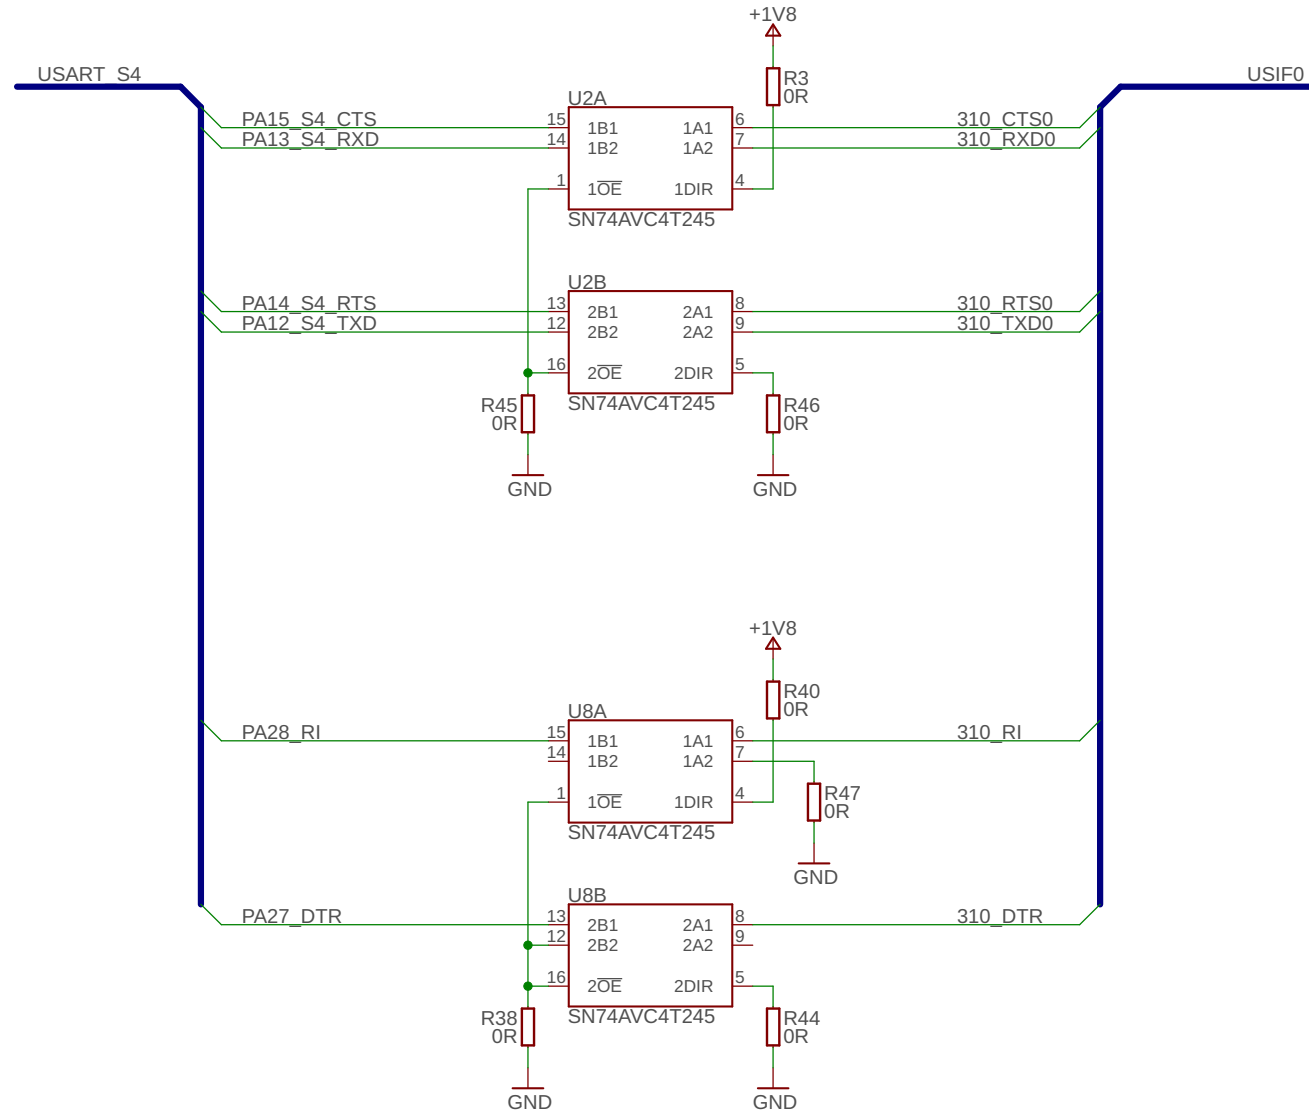 +1V8
USART_S4
USIF0
R3
0R
U2A
PA15_S4_CTS 15 1B1 1A1 6 310_CTS0
PA13_S4_RXD 14 1B2 1A2 7 310_RXD0
1 1OE 1DIR 4
SN74AVC4T245
U2B
PA14_S4_RTS 13 2B1 2A1 8 310_RTS0
PA12_S4_TXD 12 2B2 2A2 9 310_TXD0
16 2OE 2DIR 5
SN74AVC4T245
R45
0R
R46
0R
GND
GND
+1V8
R40
0R
U8A
PA28_RI 15 1B1 1A1 6 310_RI
14 1B2 1A2 7
1 1OE 1DIR 4
SN74AVC4T245
R47
0R
GND
U8B
PA27_DTR 13 2B1 2A1 8 310_DTR
12 2B2 2A2 9
16 2OE 2DIR 5
SN74AVC4T245
R38
0R
R44
0R
GND
GND